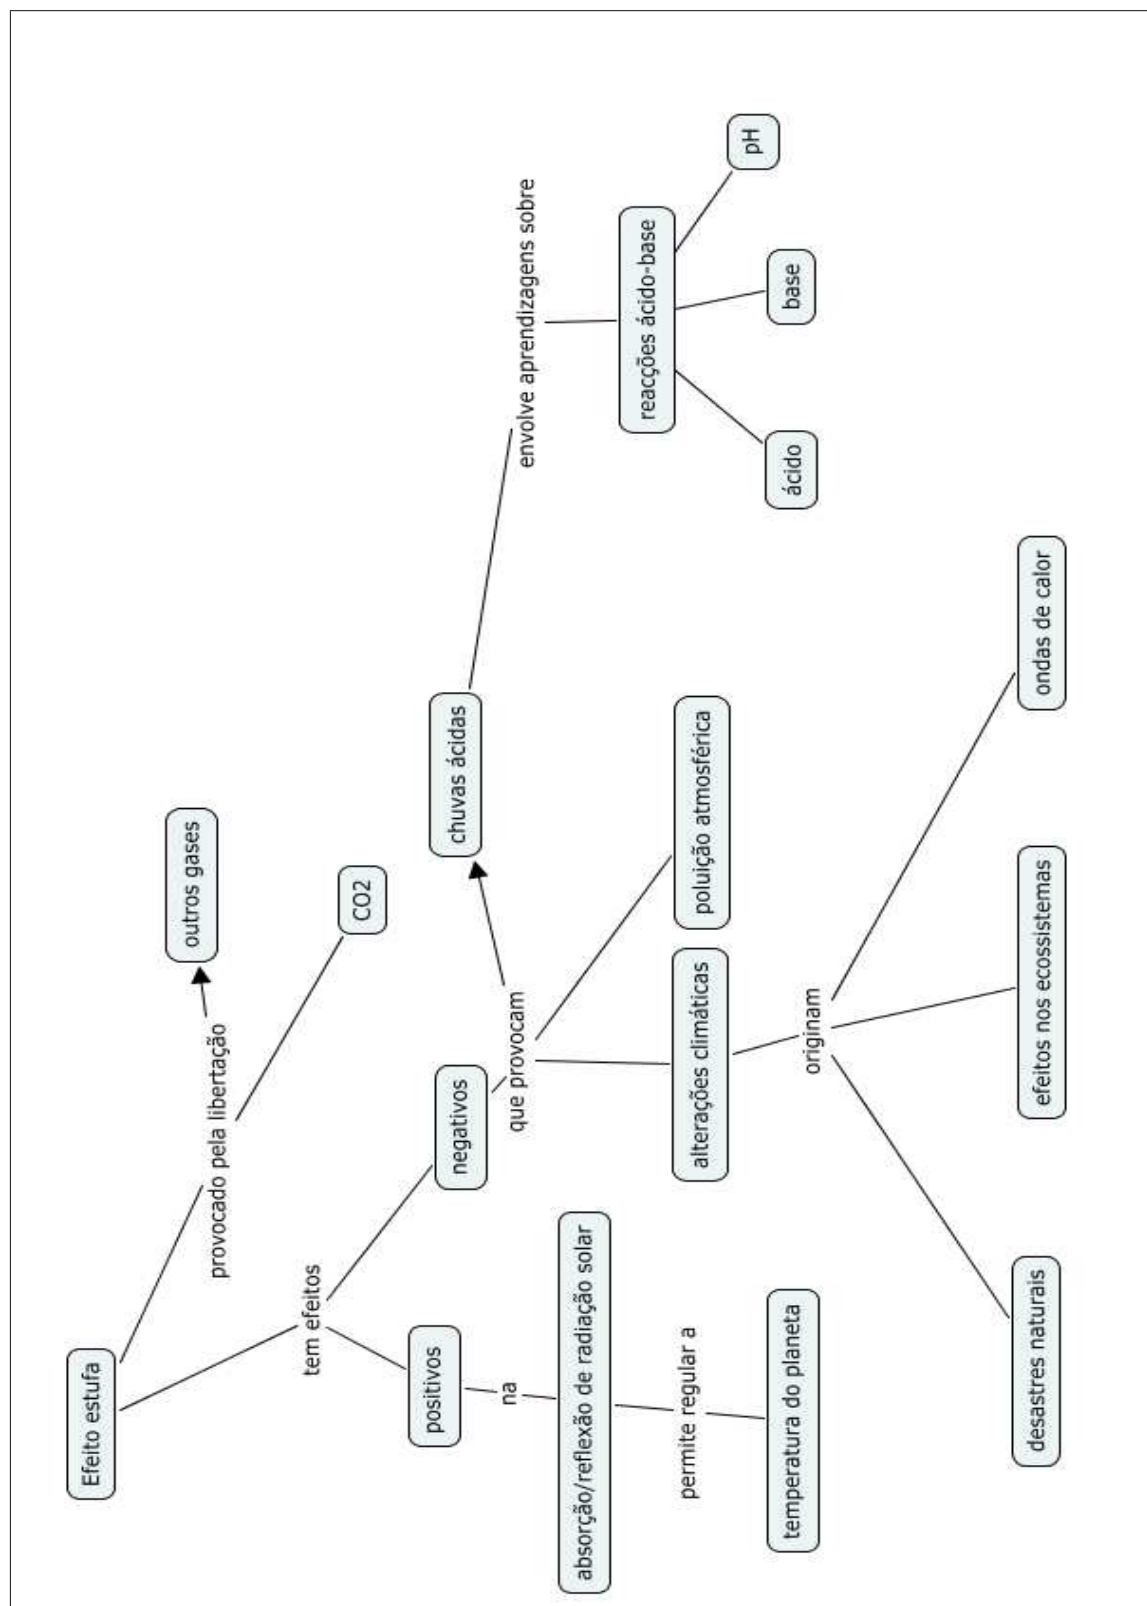 Efeito estufa
provocado pela libertação
outros gases
CO2
tem efeitos
positivos
negativos
na
absorção/reflexão de radiação solar
permite regular a
temperatura do planeta
que provocam
chuvas ácidas
alterações climáticas
poluição atmosférica
envolve aprendizagens sobre
reacções ácido-base
ácido
base
pH
originam
desastres naturais
efeitos nos ecossistemas
ondas de calor